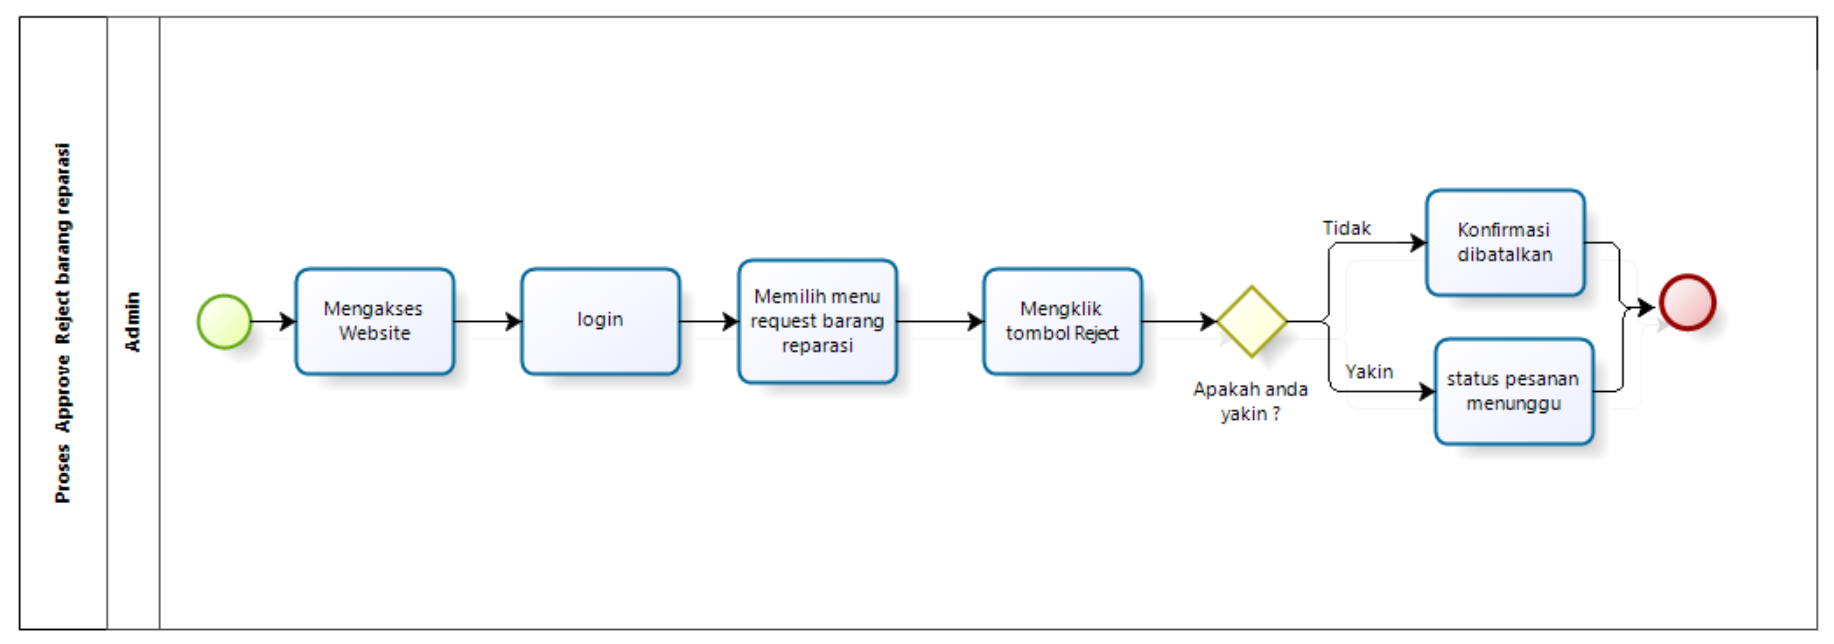 Proses Approve Reject barang reparasi
Admin
Mengakses
Website
login
Memilih menu
request barang
reparasi
Mengklik
tombol Reject
Apakah anda
yakin ?
Tidak
Konfirmasi
dibatalkan
Yakin
status pesanan
menunggu